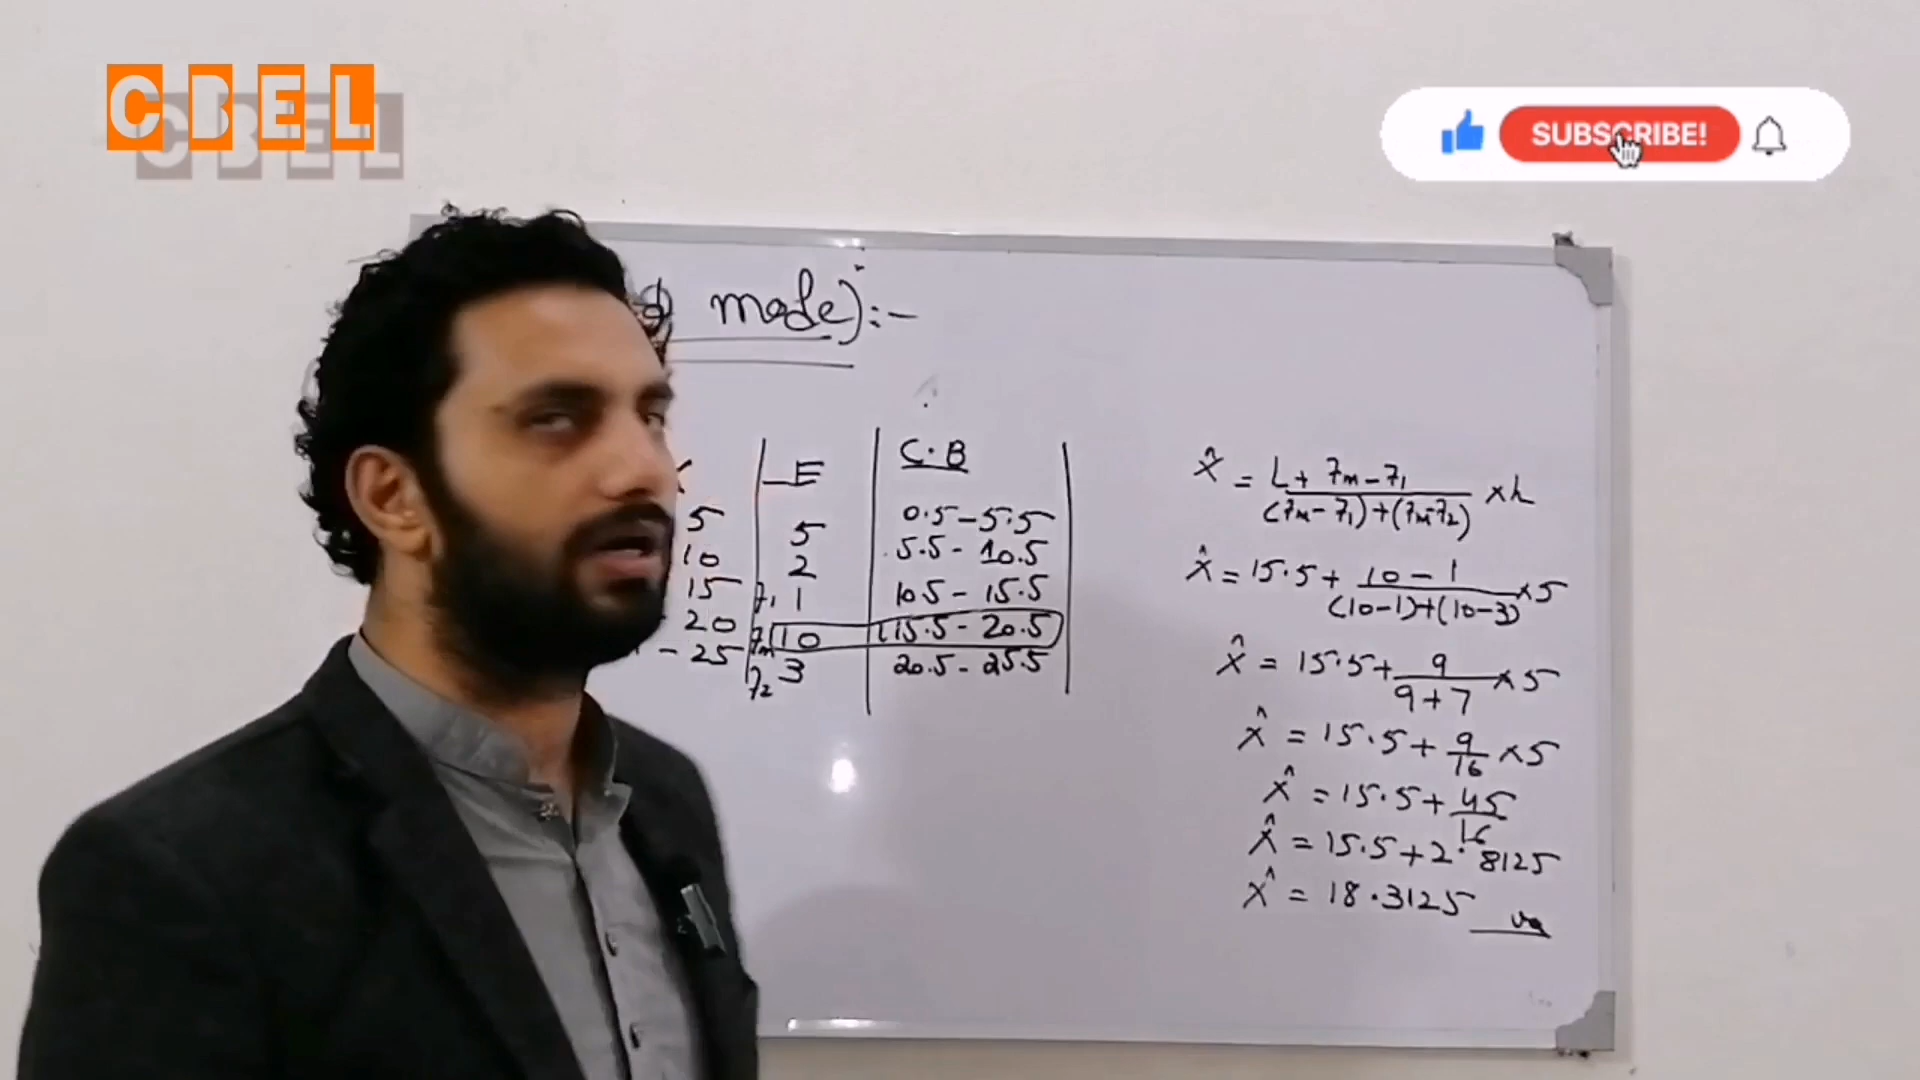 CBEL
SUBSCRIBE!
mode):-
X F C.B
5 5 0.5-5.5
10 2 5.5-10.5
15 f₁ 1 10.5-15.5
20 fm 10 15.5-20.5
-25 f₂ 3 20.5-25.5
X̂ = L + fm-f₁ / (fm-f₁)+(fm-f₂) × h
X̂ = 15.5 + 10-1 / (10-1)+(10-3) × 5
X̂ = 15.5 + 9 / 9+7 × 5
X̂ = 15.5 + 9/16 × 5
X̂ = 15.5 + 45/16
X̂ = 15.5 + 2.8125
X̂ = 18.3125